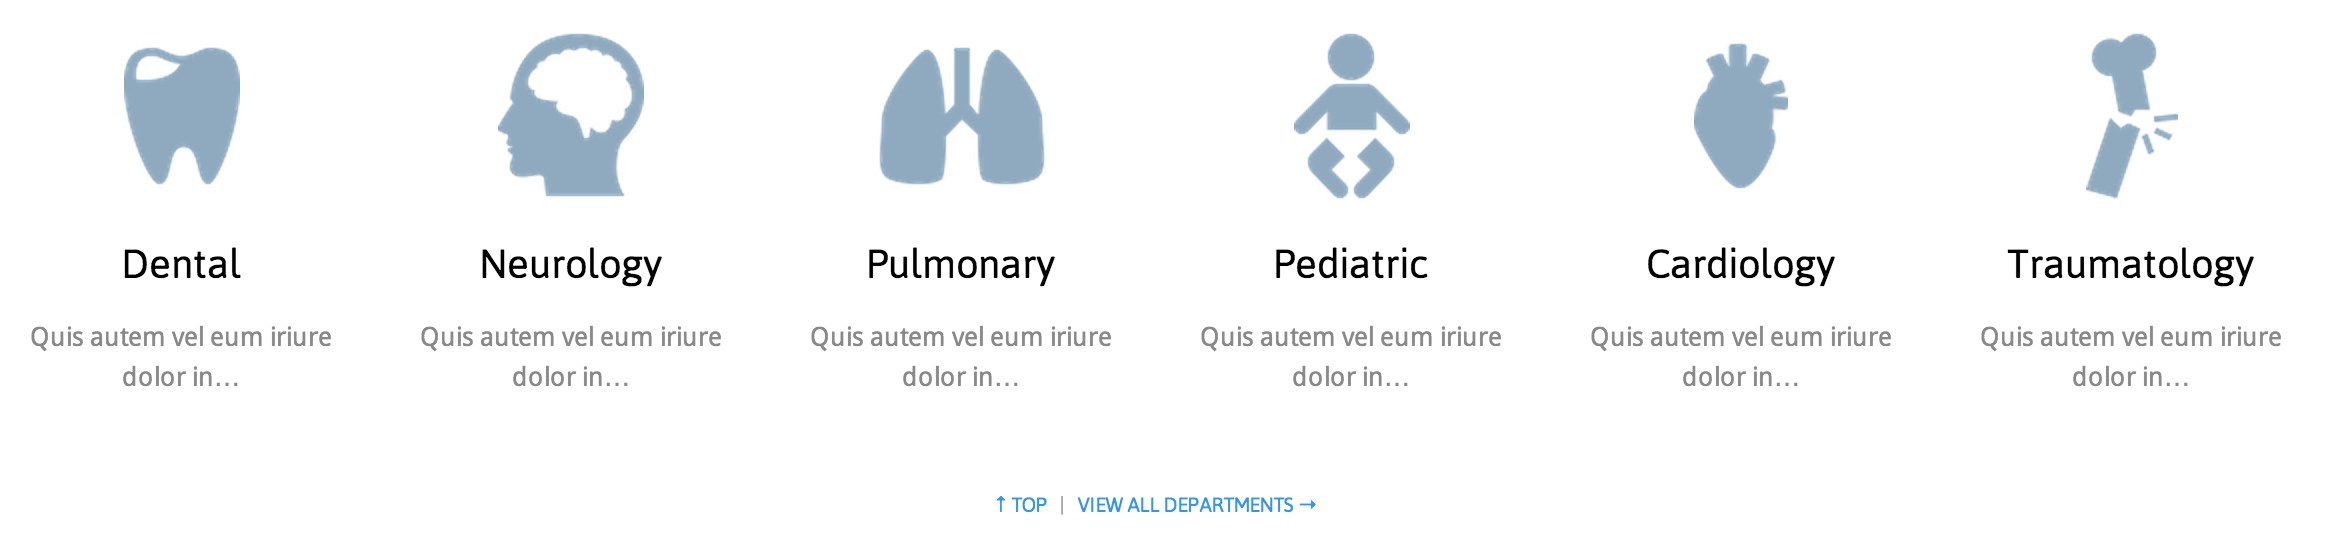 Dental
Quis autem vel eum iriure
dolor in…
Neurology
Quis autem vel eum iriure
dolor in…
Pulmonary
Quis autem vel eum iriure
dolor in…
Pediatric
Quis autem vel eum iriure
dolor in…
Cardiology
Quis autem vel eum iriure
dolor in…
Traumatology
Quis autem vel eum iriure
dolor in…
↑ TOP | VIEW ALL DEPARTMENTS →